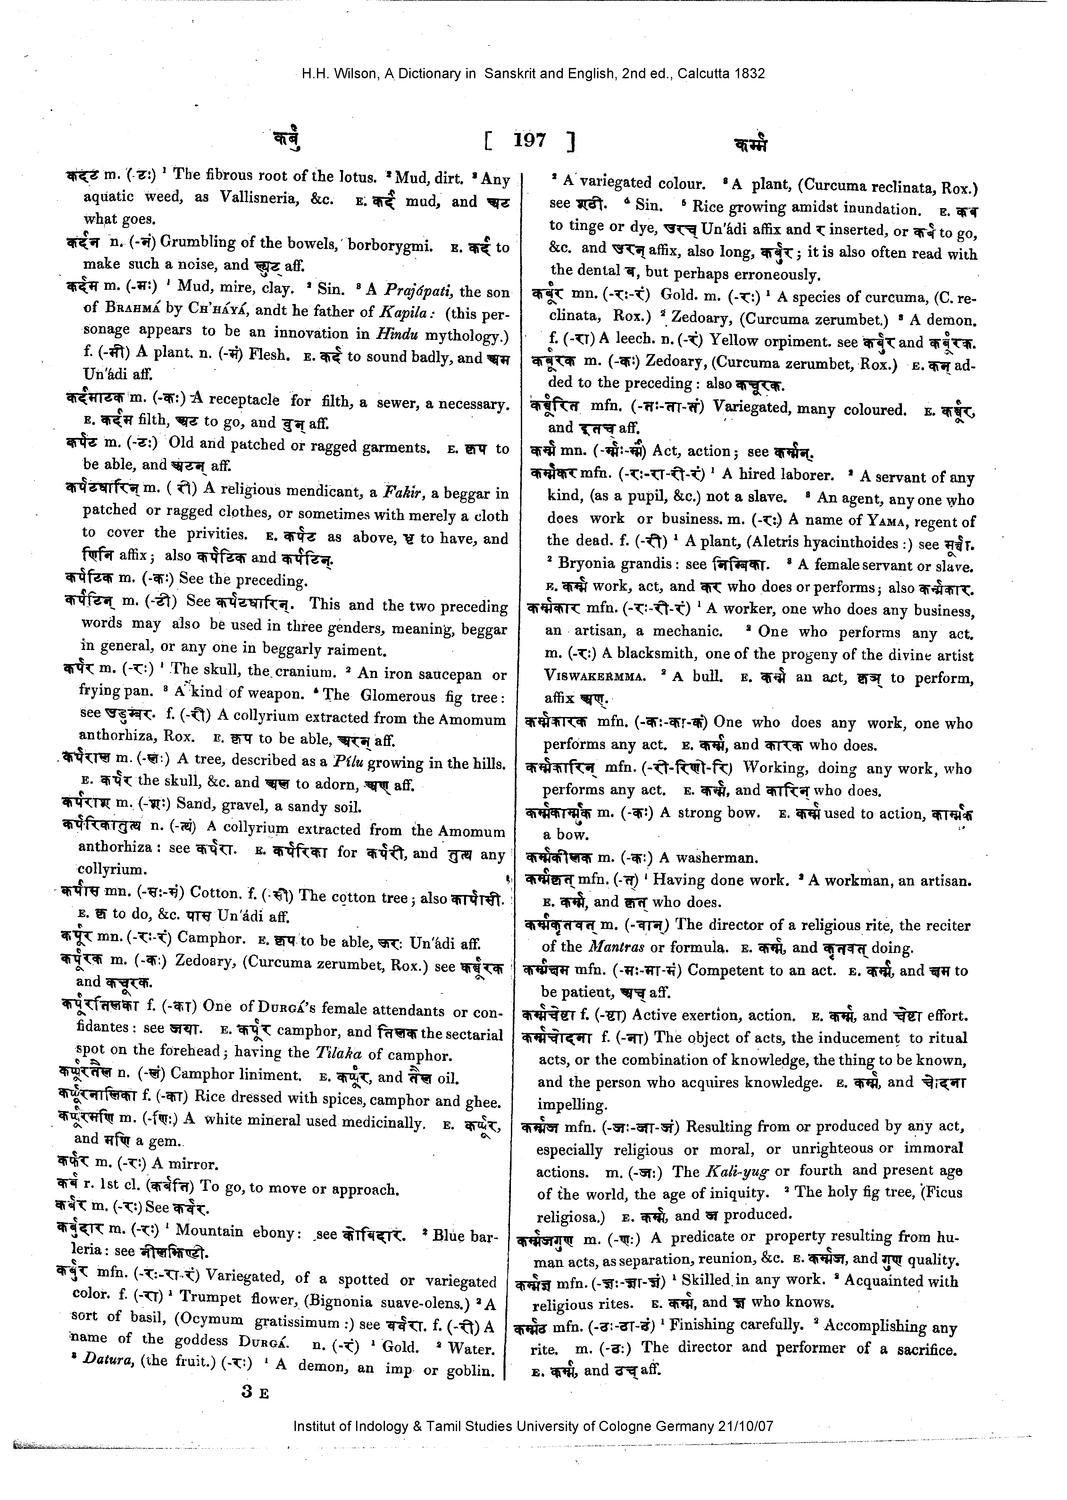 H.H. Wilson, A Dictionary in Sanskrit and English, 2nd ed., Calcutta 1832
कर्बु
[ 197 ]
कर्म्म
कर्दट m. (-टः) ¹ The fibrous root of the lotus. ² Mud, dirt. ³ Any
aquatic weed, as Vallisneria, &c. E. कर्द mud, and अट
what goes.
कर्दन n. (-नं) Grumbling of the bowels, borborygmi. E. कर्द to
make such a noise, and ल्युट् aff.
कर्दम m. (-मः) ¹ Mud, mire, clay. ² Sin. ³ A Prajápati, the son
of BRAHMÁ by CH'HÁYÁ, andt he father of Kapila: (this per-
sonage appears to be an innovation in Hindu mythology.)
f. (-मी) A plant. n. (-मं) Flesh. E. कर्द to sound badly, and अम
Un'ádi aff.
कर्दमाटक m. (-कः) A receptacle for filth, a sewer, a necessary.
E. कर्दम filth, अट to go, and वुन् aff.
कर्पट m. (-टः) Old and patched or ragged garments. E. कृप to
be able, and अटन् aff.
कर्पटधारिन् m. ( री) A religious mendicant, a Fakir, a beggar in
patched or ragged clothes, or sometimes with merely a cloth
to cover the privities. E. कर्पट as above, धृ to have, and
णिनि affix; also कर्पटिक and कर्पटिन्.
कर्पटिक m. (-कः) See the preceding.
कर्पटिन् m. (-टी) See कर्पटधारिन्. This and the two preceding
words may also be used in three genders, meaning, beggar
in general, or any one in beggarly raiment.
कर्पर m. (-रः) ¹ The skull, the cranium. ² An iron saucepan or
frying pan. ³ A kind of weapon. ⁴ The Glomerous fig tree:
see उडुम्बर. f. (-री) A collyrium extracted from the Amomum
anthorhiza, Rox. E. कृप to be able, अरन् aff.
कर्पराल m. (-लः) A tree, described as a Pílu growing in the hills.
E. कर्पर the skull, &c. and अल to adorn, अण् aff.
कर्पराश m. (-शः) Sand, gravel, a sandy soil.
कर्परिकातुत्थ n. (-त्थं) A collyrium extracted from the Amomum
anthorhiza: see कर्परा. E. कर्परिका for कर्परी, and तुत्थ any
collyrium.
कर्पास mn. (-सः-सं) Cotton. f. (-सी) The cotton tree; also कार्पासी.
E. कृ to do, &c. पास Un'ádi aff.
कर्पूर mn. (-रः-रं) Camphor. E. कृप to be able, ऊरः Un'ádi aff.
कर्पूरक m. (-कः) Zedoary, (Curcuma zerumbet, Rox.) see कर्बूरक
and कचूरक.
कर्पूरतिलका f. (-का) One of DURGÁ's female attendants or con-
fidantes: see जया. E. कर्पूर camphor, and तिलक the sectarial
spot on the forehead; having the Tilaka of camphor.
कर्पूरतैल n. (-लं) Camphor liniment. E. कर्पूर, and तैल oil.
कर्पूरनालिका f. (-का) Rice dressed with spices, camphor and ghee.
कर्पूरमणि m. (-णिः) A white mineral used medicinally. E. कर्पूर,
and मणि a gem.
कर्फर m. (-रः) A mirror.
कर्ब r. 1st cl. (कर्बति) To go, to move or approach.
कर्बर m. (-रः) See कर्वर.
कर्बुदार m. (-रः) ¹ Mountain ebony: see कोविदार. ² Blue bar-
leria: see नीलझिण्टी.
कर्बुर mfn. (-रः-रा-रं) Variegated, of a spotted or variegated
color. f. (-रा) ¹ Trumpet flower, (Bignonia suave-olens.) ² A
sort of basil, (Ocymum gratissimum:) see वर्वरा. f. (-री) A
name of the goddess DURGÁ. n. (-रं) ¹ Gold. ² Water.
³ Datura, (the fruit.) (-रः) ¹ A demon, an imp or goblin.
3 E
² A variegated colour. ³ A plant, (Curcuma reclinata, Rox.)
see शटी. ⁴ Sin. ⁵ Rice growing amidst inundation. E. कब
to tinge or dye, उरच् Un'ádi affix and र inserted, or कर्ब to go,
&c. and उरन् affix, also long, कर्बूर; it is also often read with
the dental ब, but perhaps erroneously.
कर्बूर mn. (-रः-रं) Gold. m. (-रः) ¹ A species of curcuma, (C. re-
clinata, Rox.) ² Zedoary, (Curcuma zerumbet.) ³ A demon.
f. (-रा) A leech. n. (-रं) Yellow orpiment. see कर्बुर and कर्बूरक.
कर्बूरक m. (-कः) Zedoary, (Curcuma zerumbet, Rox.) E. कन् ad-
ded to the preceding: also कचूरक.
कर्बूरित mfn. (-तः-ता-तं) Variegated, many coloured. E. कर्बूर,
and इतच् aff.
कर्म्म mn. (-र्म्मः-र्म्मं) Act, action; see कर्म्मन्.
कर्म्मकर mfn. (-रः-रा-री-रं) ¹ A hired laborer. ² A servant of any
kind, (as a pupil, &c.) not a slave. ³ An agent, any one who
does work or business. m. (-रः) A name of YAMA, regent of
the dead. f. (-री) ¹ A plant, (Aletris hyacinthoides:) see मूर्व्वा.
² Bryonia grandis: see विम्बिका. ³ A female servant or slave.
E. कर्म्म work, act, and कर who does or performs; also कर्म्मकार.
कर्म्मकार mfn. (-रः-री-रं) ¹ A worker, one who does any business,
an artisan, a mechanic. ² One who performs any act.
m. (-रः) A blacksmith, one of the progeny of the divine artist
VISWAKERMMA. ² A bull. E. कर्म्म an act, कृञ् to perform,
affix अण्.
कर्म्मकारक mfn. (-कः-का-कं) One who does any work, one who
performs any act. E. कर्म्म, and कारक who does.
कर्म्मकारिन् mfn. (-री-रिणी-रि) Working, doing any work, who
performs any act. E. कर्म्म, and कारिन् who does.
कर्म्मकार्म्मुक m. (-कः) A strong bow. E. कर्म्म used to action, कार्म्मुक
a bow.
कर्म्मकीलक m. (-कः) A washerman.
कर्म्मकृत् mfn. (-त्) ¹ Having done work. ² A workman, an artisan.
E. कर्म्म, and कृत् who does.
कर्म्मकृतवत् m. (-वान्) The director of a religious rite, the reciter
of the Mantras or formula. E. कर्म्म, and कृतवत् doing.
कर्म्मक्षम mfn. (-मः-मा-मं) Competent to an act. E. कर्म्म, and क्षम to
be patient, अच् aff.
कर्म्मचेष्टा f. (-ष्टा) Active exertion, action. E. कर्म्म, and चेष्टा effort.
कर्म्मचोदना f. (-ना) The object of acts, the inducement to ritual
acts, or the combination of knowledge, the thing to be known,
and the person who acquires knowledge. E. कर्म्म, and चोदना
impelling.
कर्म्मज mfn. (-जः-जा-जं) Resulting from or produced by any act,
especially religious or moral, or unrighteous or immoral
actions. m. (-जः) The Kali-yug or fourth and present age
of the world, the age of iniquity. ² The holy fig tree, (Ficus
religiosa.) E. कर्म्म, and ज produced.
कर्म्मजगुण m. (-णः) A predicate or property resulting from hu-
man acts, as separation, reunion, &c. E. कर्म्मज, and गुण quality.
कर्म्मज्ञ mfn. (-ज्ञः-ज्ञा-ज्ञं) ¹ Skilled in any work. ² Acquainted with
religious rites. E. कर्म्म, and ज्ञ who knows.
कर्म्मठ mfn. (-ठः-ठा-ठं) ¹ Finishing carefully. ² Accomplishing any
rite. m. (-ठः) The director and performer of a sacrifice.
E. कर्म्म, and ठच् aff.
Institut of Indology & Tamil Studies University of Cologne Germany 21/10/07